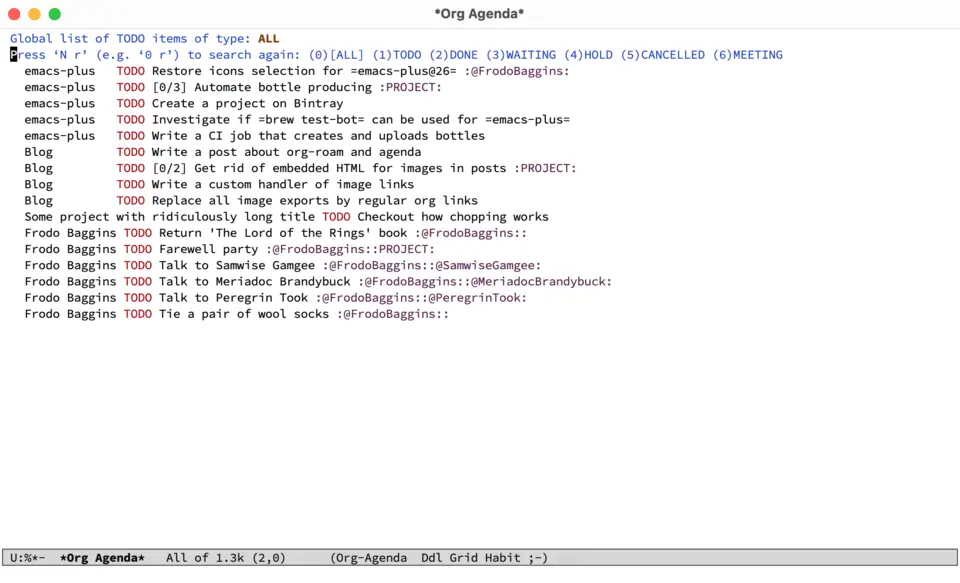 *Org Agenda*
Global list of TODO items of type: ALL
Press ‘N r’ (e.g. ‘0 r’) to search again: (0)[ALL] (1)TODO (2)DONE (3)WAITING (4)HOLD (5)CANCELLED (6)MEETING
emacs-plus   TODO Restore icons selection for =emacs-plus@26= :@FrodoBaggins:
emacs-plus   TODO [0/3] Automate bottle producing :PROJECT:
emacs-plus   TODO Create a project on Bintray
emacs-plus   TODO Investigate if =brew test-bot= can be used for =emacs-plus=
emacs-plus   TODO Write a CI job that creates and uploads bottles
Blog         TODO Write a post about org-roam and agenda
Blog         TODO [0/2] Get rid of embedded HTML for images in posts :PROJECT:
Blog         TODO Write a custom handler of image links
Blog         TODO Replace all image exports by regular org links
Some project with ridiculously long title TODO Checkout how chopping works
Frodo Baggins TODO Return 'The Lord of the Rings' book :@FrodoBaggins::
Frodo Baggins TODO Farewell party :@FrodoBaggins::PROJECT:
Frodo Baggins TODO Talk to Samwise Gamgee :@FrodoBaggins::@SamwiseGamgee:
Frodo Baggins TODO Talk to Meriadoc Brandybuck :@FrodoBaggins::@MeriadocBrandybuck:
Frodo Baggins TODO Talk to Peregrin Took :@FrodoBaggins::@PeregrinTook:
Frodo Baggins TODO Tie a pair of wool socks :@FrodoBaggins::
U:%*-  *Org Agenda*   All of 1.3k (2,0)      (Org-Agenda  Ddl Grid Habit ;-)